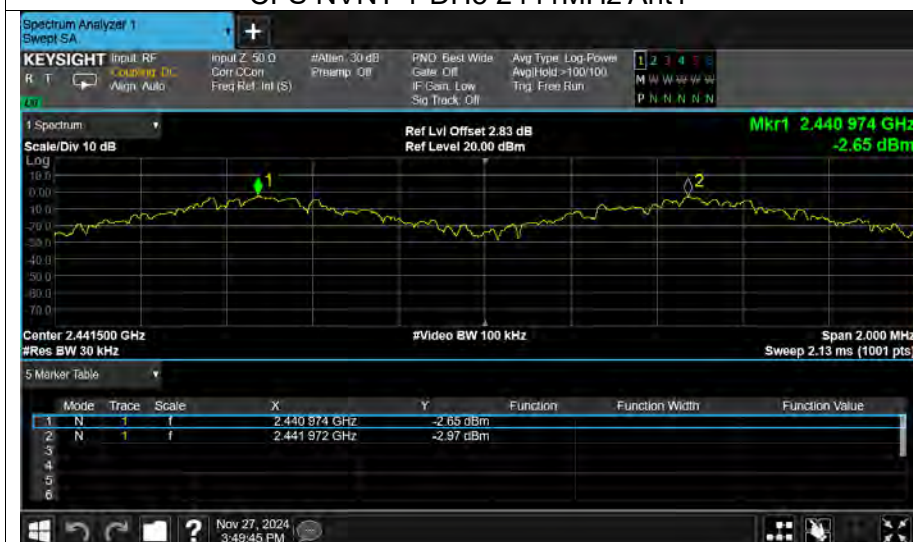 Spectrum Analyzer 1
Swept SA
+
KEYSIGHT Input: RF Input Z: 50 Ω #Atten: 30 dB PNO: Best Wide Avg Type: Log-Power 1 2 3 4 5 6
R T Coupling: DC Corr CCorr Preamp: Off Gate: Off Avg|Hold:>100/100 M W W W W W
Align: Auto Freq Ref: Int (S) IF Gain: Low Trig: Free Run
Sig Track: Off P N N N N N
1 Spectrum Ref Lvl Offset 2.83 dB Mkr1 2.440 974 GHz
Scale/Div 10 dB Ref Level 20.00 dBm -2.65 dBm
Log
10.0
1 2
0.00
-10.0
-20.0
-30.0
-40.0
-50.0
-60.0
-70.0
Center 2.441500 GHz #Video BW 100 kHz Span 2.000 MHz
#Res BW 30 kHz Sweep 2.13 ms (1001 pts)
5 Marker Table
Mode Trace Scale X Y Function Function Width Function Value
1 N 1 f 2.440 974 GHz -2.65 dBm
2 N 1 f 2.441 972 GHz -2.97 dBm
3
4
5
6
? Nov 27, 2024
3:49:45 PM